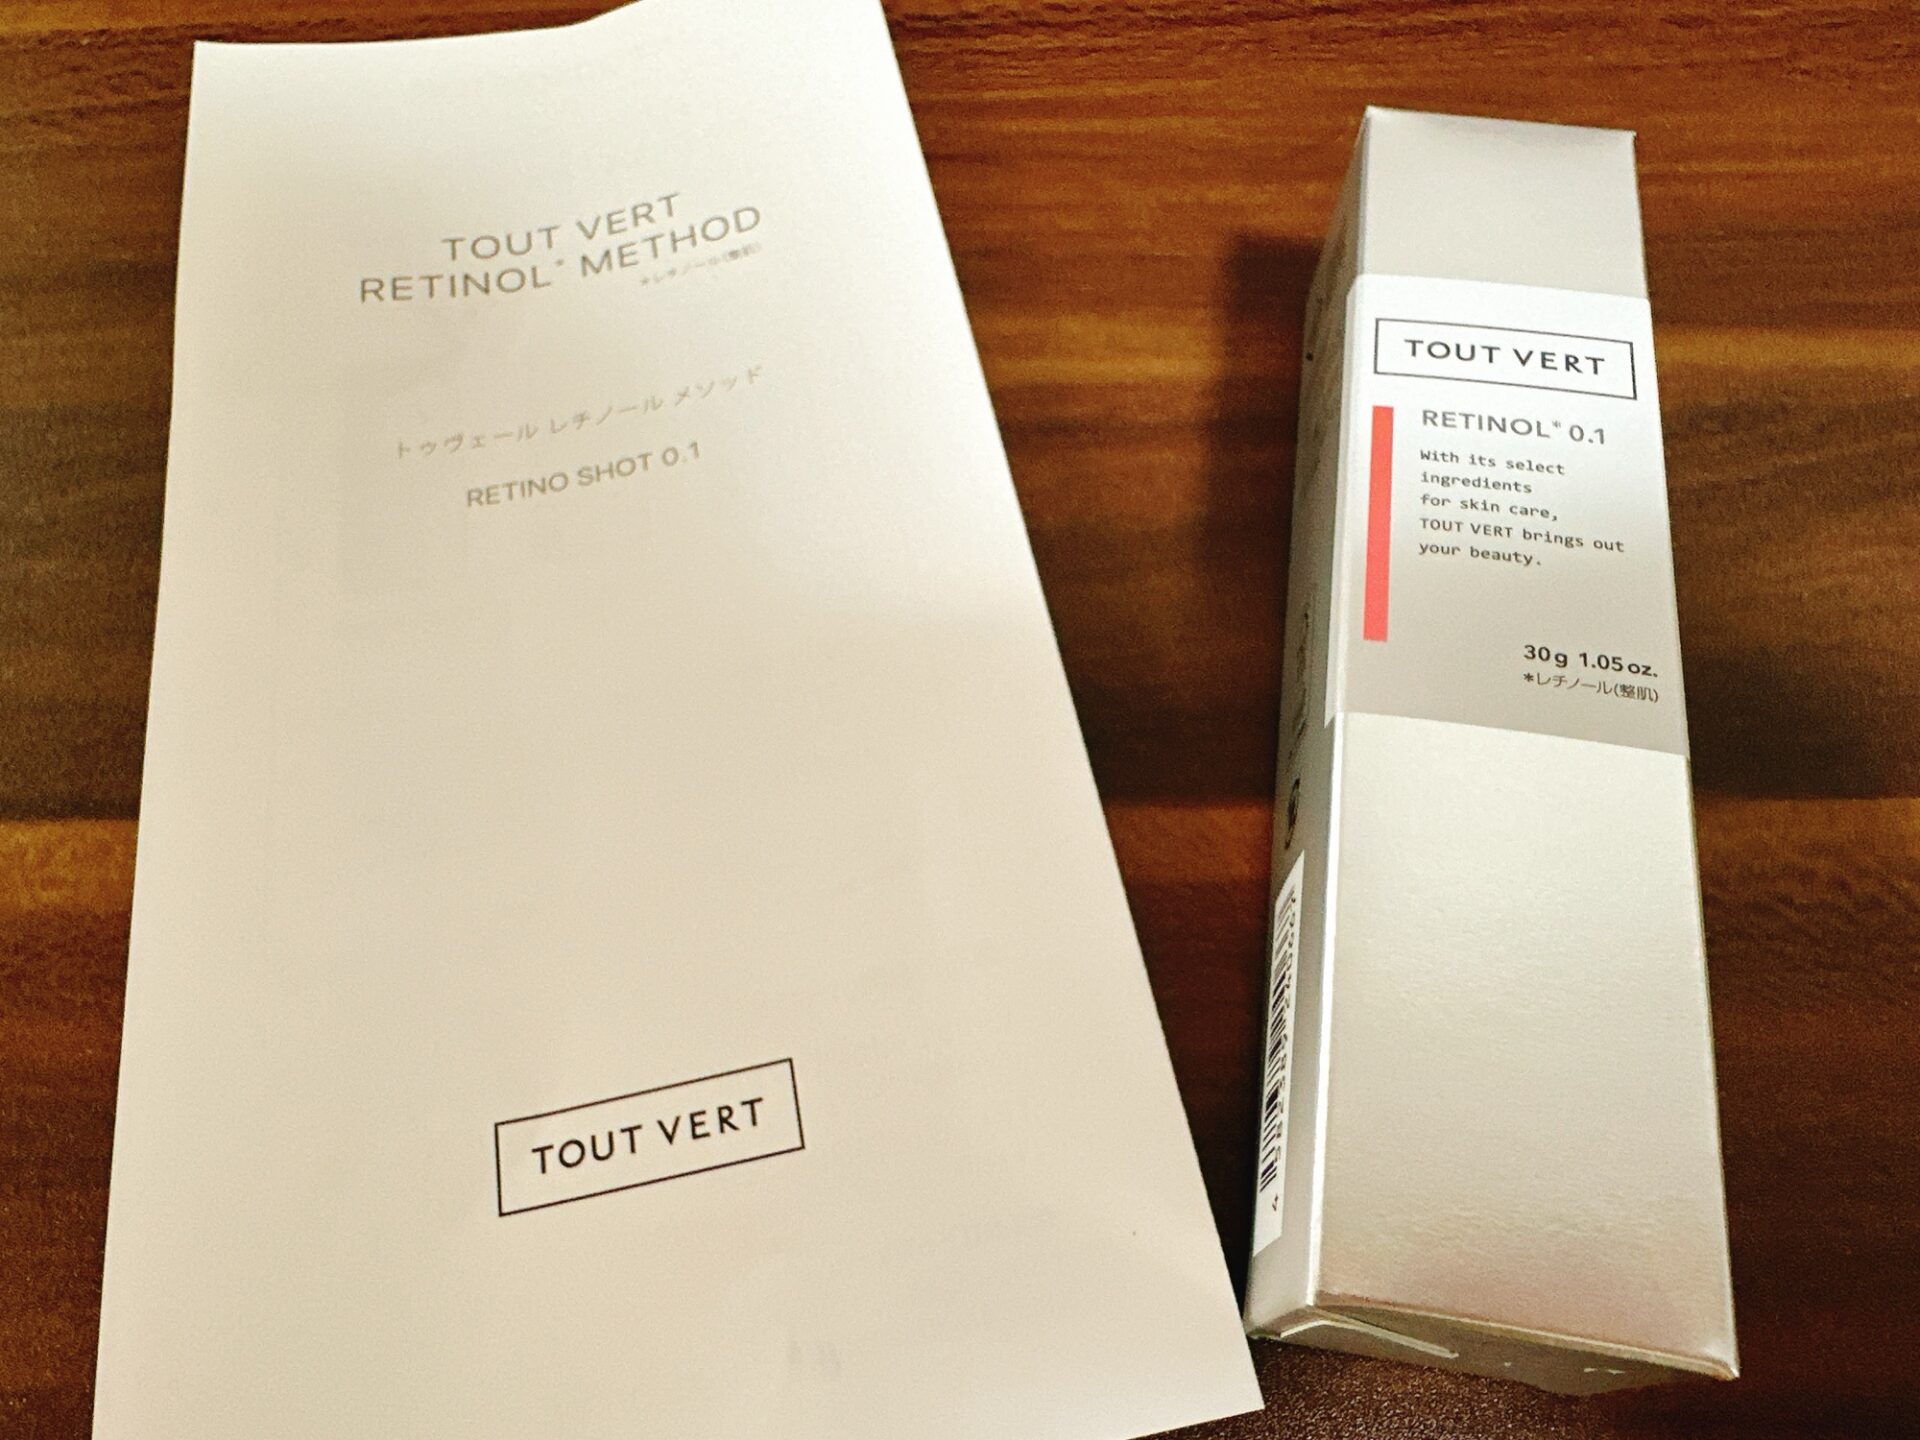 TOUT VERT
RETINOL* METHOD
*レチノール(整肌)
トゥヴェール レチノール メソッド
RETINO SHOT 0.1
TOUT VERT
TOUT VERT
RETINOL* 0.1
With its select
ingredients
for skin care,
TOUT VERT brings out
your beauty.
30g 1.05oz.
*レチノール(整肌)